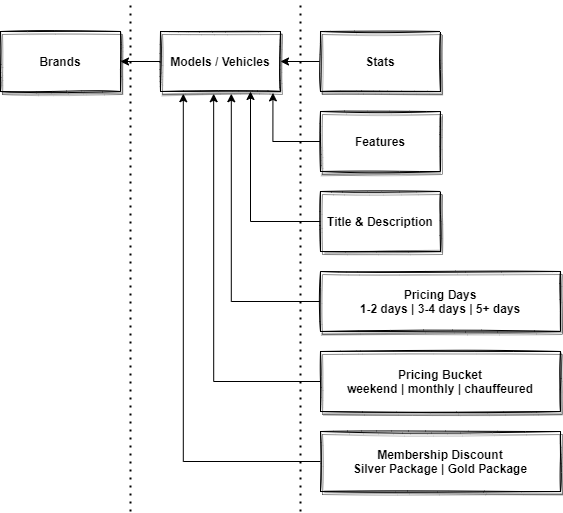 Brands
Models / Vehicles
Stats
Features
Title & Description
Pricing Days
1-2 days | 3-4 days | 5+ days
Pricing Bucket
weekend | monthly | chauffeured
Membership Discount
Silver Package | Gold Package